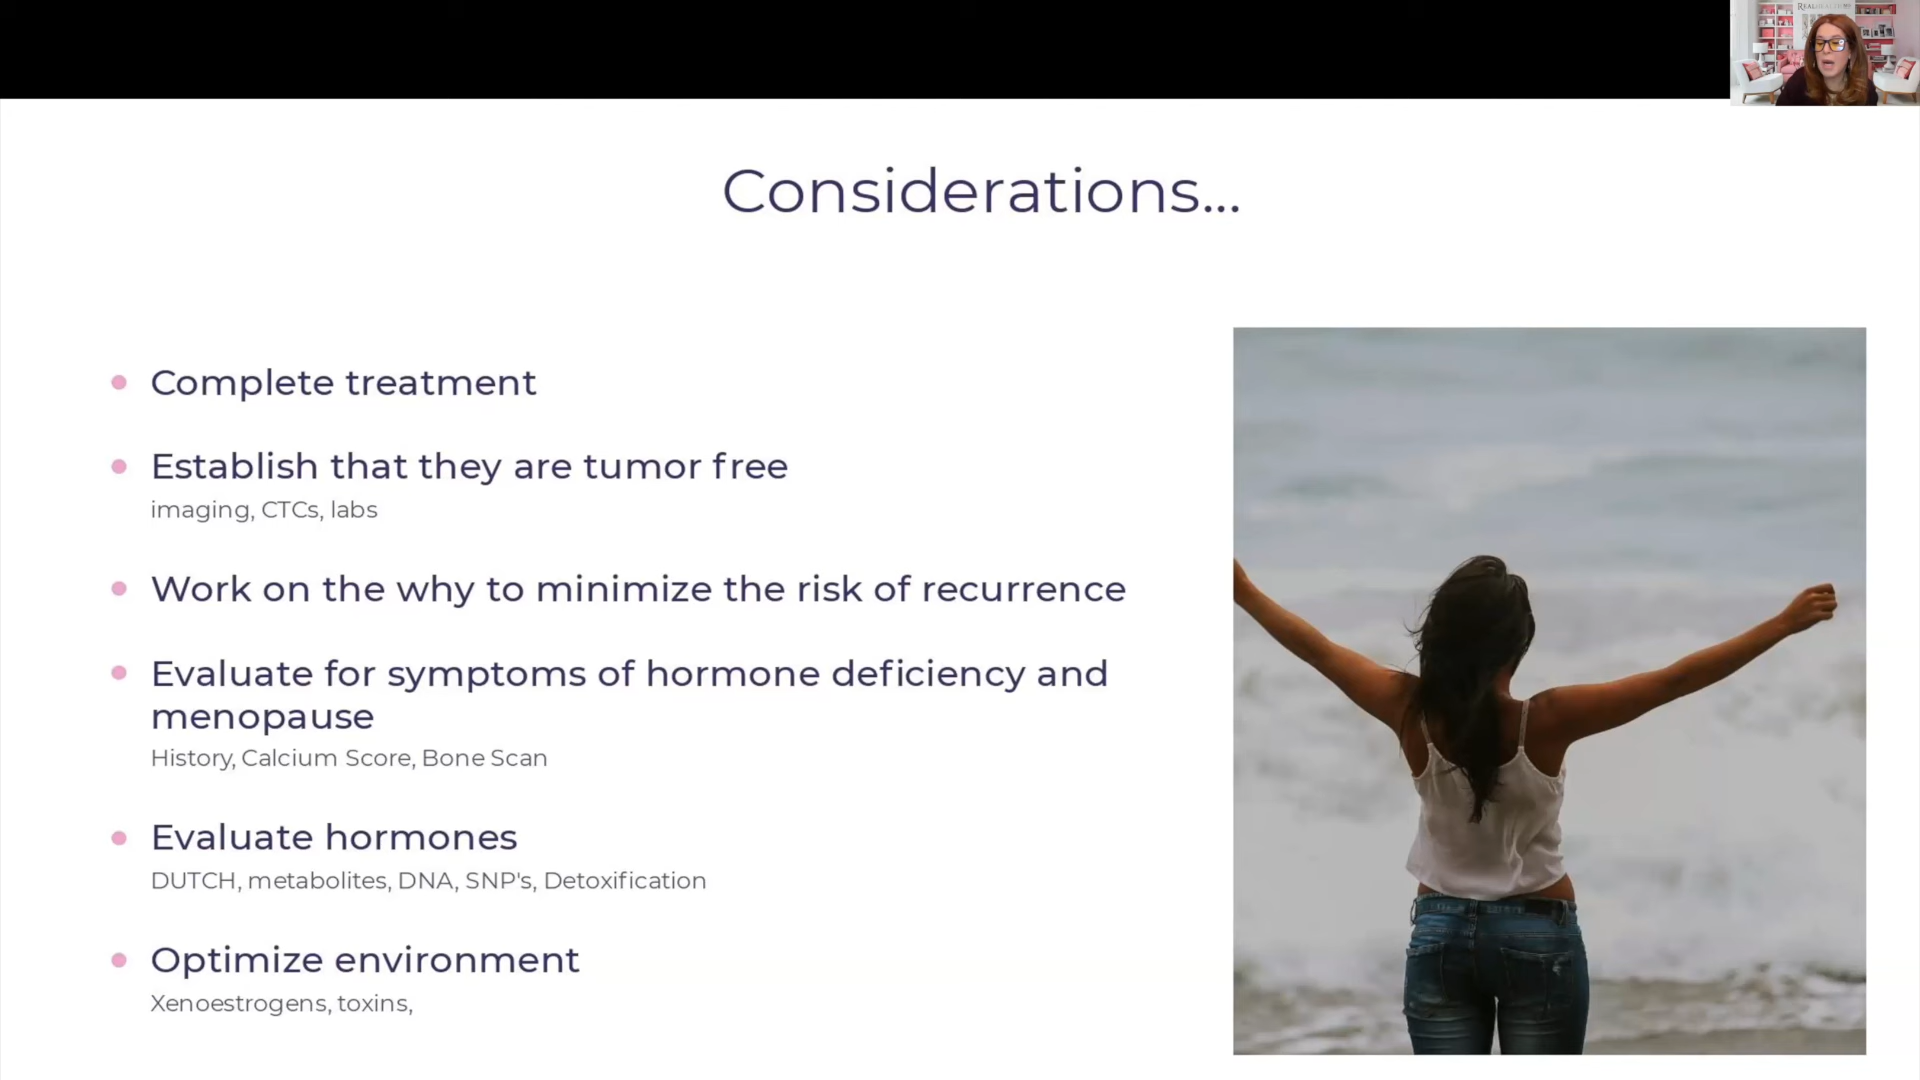 Considerations...
Complete treatment
Establish that they are tumor free
imaging, CTCs, labs
Work on the why to minimize the risk of recurrence
Evaluate for symptoms of hormone deficiency and
menopause
History, Calcium Score, Bone Scan
Evaluate hormones
DUTCH, metabolites, DNA, SNP's, Detoxification
Optimize environment
Xenoestrogens, toxins,